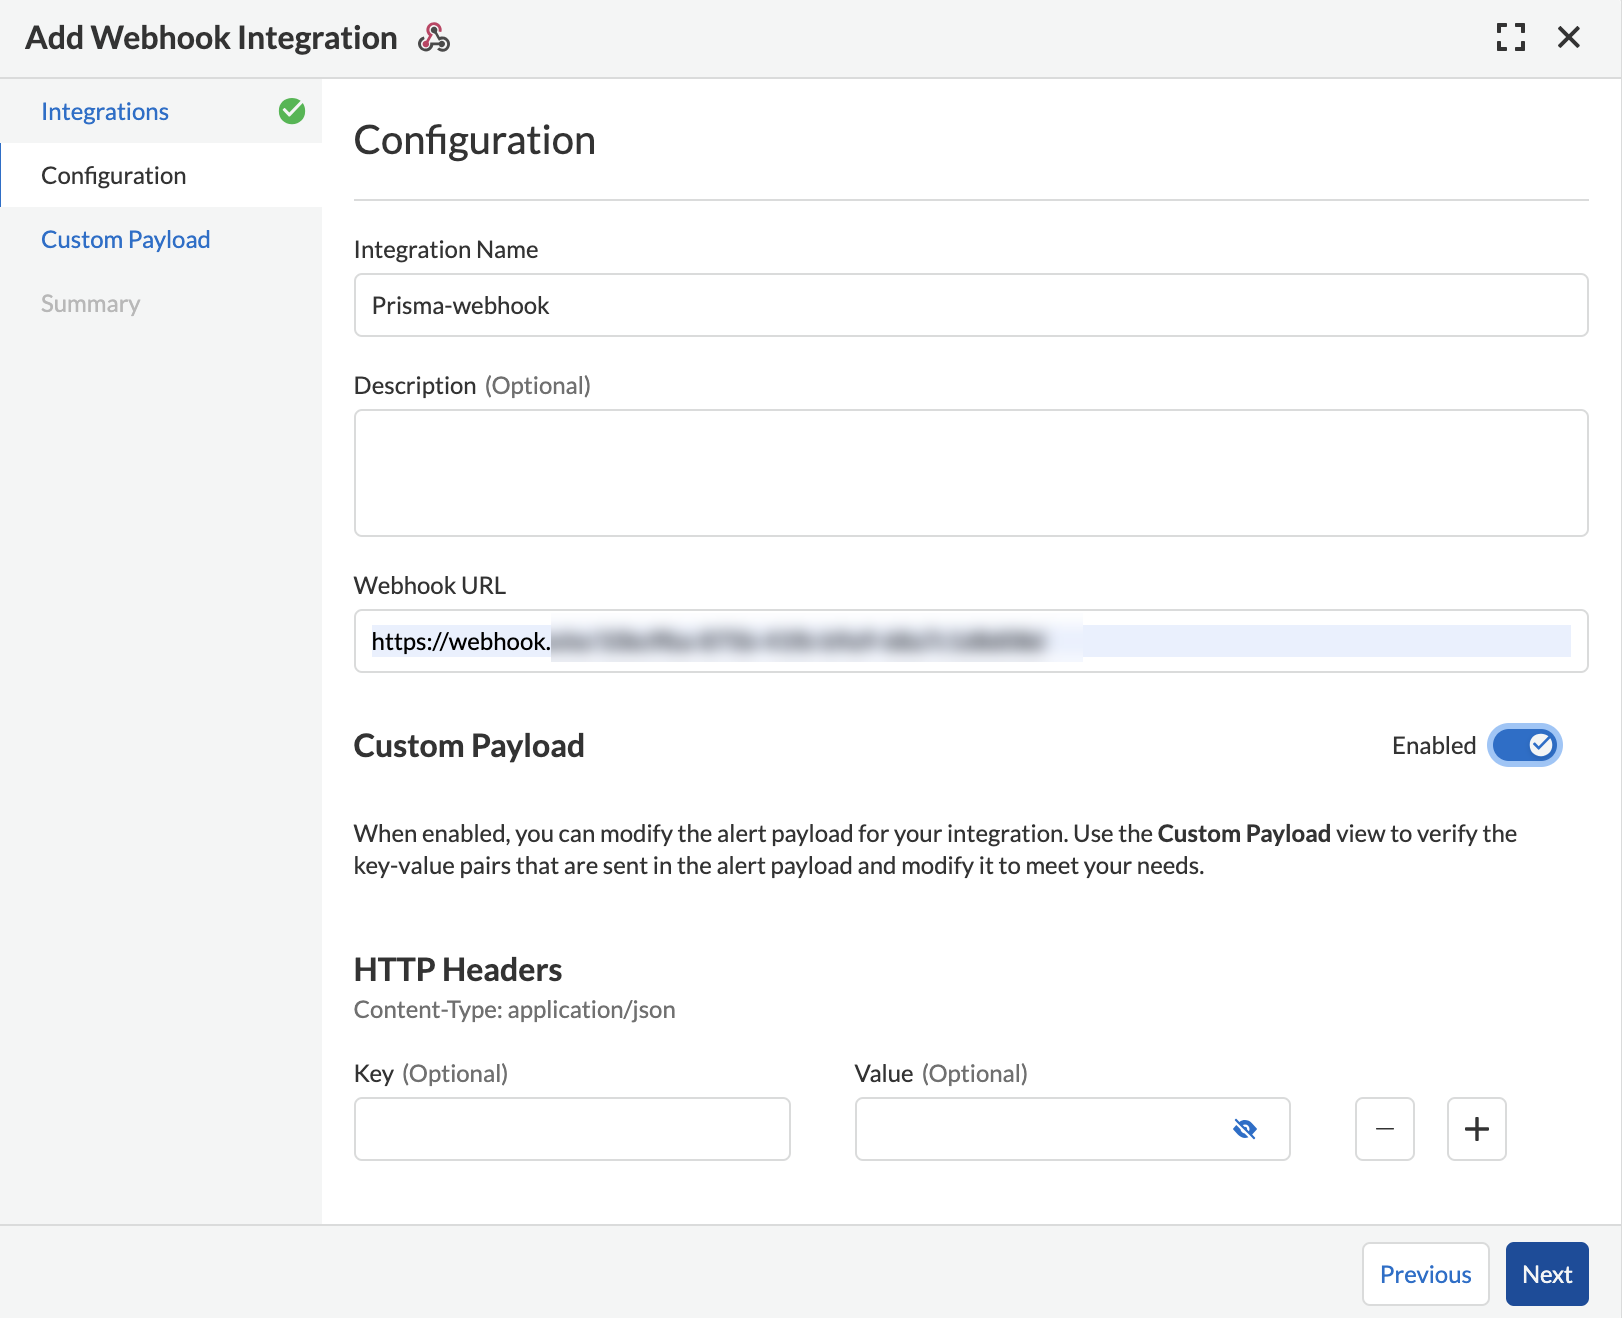 Add Webhook Integration
Integrations
Configuration
Custom Payload
Summary
Configuration
Integration Name
Prisma-webhook
Description (Optional)
Webhook URL
https://webhook.
Custom Payload
Enabled
When enabled, you can modify the alert payload for your integration. Use the Custom Payload view to verify the
key-value pairs that are sent in the alert payload and modify it to meet your needs.
HTTP Headers
Content-Type: application/json
Key (Optional)
Value (Optional)
Previous
Next